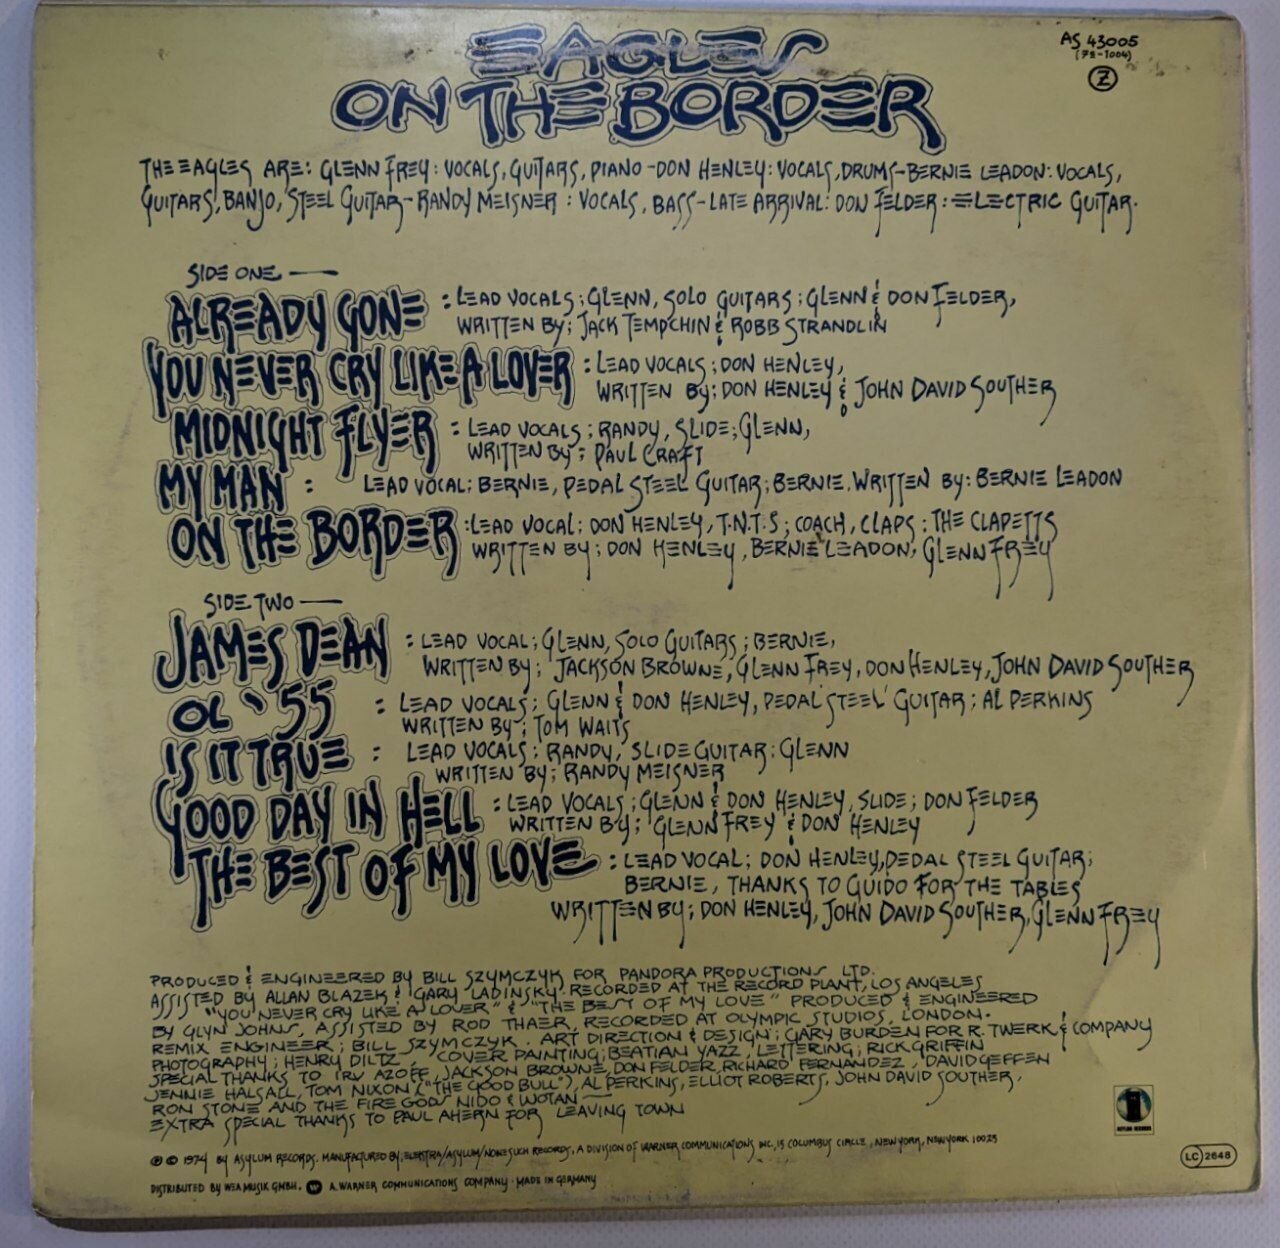 EAGLES
ON THE BORDER
AS 43005
(7E-1004)
Z
THE EAGLES ARE: GLENN FREY: VOCALS, GUITARS, PIANO - DON HENLEY: VOCALS, DRUMS - BERNIE LEADON: VOCALS,
GUITARS, BANJO, STEEL GUITAR - RANDY MEISNER: VOCALS, BASS - LATE ARRIVAL: DON FELDER: ELECTRIC GUITAR.
SIDE ONE —
ALREADY GONE : LEAD VOCALS; GLENN, SOLO GUITARS; GLENN & DON FELDER,
WRITTEN BY; JACK TEMPCHIN & ROBB STRANDLIN
YOU NEVER CRY LIKE A LOVER : LEAD VOCALS; DON HENLEY,
WRITTEN BY; DON HENLEY & JOHN DAVID SOUTHER
MIDNIGHT FLYER : LEAD VOCALS; RANDY, SLIDE; GLENN,
WRITTEN BY; PAUL CRAFT
MY MAN : LEAD VOCAL; BERNIE, PEDAL STEEL GUITAR; BERNIE. WRITTEN BY: BERNIE LEADON
ON THE BORDER : LEAD VOCAL; DON HENLEY, T.N.T.S; COACH, CLAPS; THE CLAPETTS
WRITTEN BY; DON HENLEY, BERNIE LEADON, GLENN FREY
SIDE TWO —
JAMES DEAN : LEAD VOCAL; GLENN, SOLO GUITARS; BERNIE,
WRITTEN BY; JACKSON BROWNE, GLENN FREY, DON HENLEY, JOHN DAVID SOUTHER
OL '55 : LEAD VOCALS; GLENN & DON HENLEY, PEDAL STEEL GUITAR; AL PERKINS
WRITTEN BY; TOM WAITS
IS IT TRUE : LEAD VOCALS; RANDY, SLIDE GUITAR; GLENN
WRITTEN BY; RANDY MEISNER
GOOD DAY IN HELL : LEAD VOCALS; GLENN & DON HENLEY, SLIDE; DON FELDER
WRITTEN BY; GLENN FREY & DON HENLEY
THE BEST OF MY LOVE : LEAD VOCAL; DON HENLEY, PEDAL STEEL GUITAR;
BERNIE, THANKS TO GUIDO FOR THE TABLES
WRITTEN BY; DON HENLEY, JOHN DAVID SOUTHER, GLENN FREY
PRODUCED & ENGINEERED BY BILL SZYMCZYK FOR PANDORA PRODUCTIONS LTD.
ASSISTED BY ALLAN BLAZEK & GARY LADINSKY. RECORDED AT THE RECORD PLANT, LOS ANGELES
"YOU NEVER CRY LIKE A LOVER" & "THE BEST OF MY LOVE" PRODUCED & ENGINEERED
BY GLYN JOHNS, ASSISTED BY ROD THAER, RECORDED AT OLYMPIC STUDIOS, LONDON.
REMIX ENGINEER; BILL SZYMCZYK. ART DIRECTION & DESIGN; GARY BURDEN FOR R. TWERK & COMPANY
PHOTOGRAPHY; HENRY DILTZ COVER PAINTING; BEATIAN YAZZ, LETTERING; RICK GRIFFIN
SPECIAL THANKS TO IRV AZOFF, JACKSON BROWNE, DON FELDER, RICHARD FERNANDEZ, DAVID GEFFEN
JENNIE HALSALL, TOM NIXON ("THE GOOD BULL"), AL PERKINS, ELLIOT ROBERTS, JOHN DAVID SOUTHER,
RON STONE AND THE FIRE GODS NIDO & WOTAN —
EXTRA SPECIAL THANKS TO PAUL AHERN FOR LEAVING TOWN
Ⓟ © 1974 BY ASYLUM RECORDS. MANUFACTURED BY; ELEKTRA/ASYLUM/NONESUCH RECORDS, A DIVISION OF WARNER COMMUNICATIONS INC., 15 COLUMBUS CIRCLE, NEW YORK, NEW YORK 10023
DISTRIBUTED BY WEA MUSIK GMBH. W A WARNER COMMUNICATIONS COMPANY · MADE IN GERMANY
ASYLUM RECORDS
LC 2648